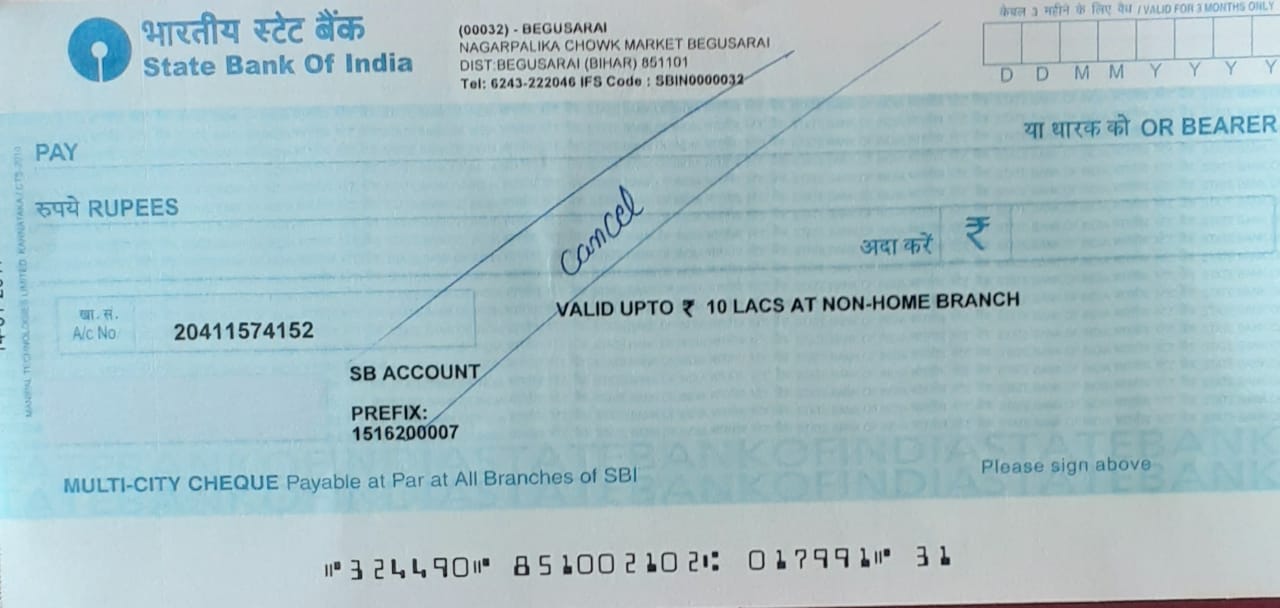 भारतीय स्टेट बैंक
State Bank Of India
(00032) - BEGUSARAI
NAGARPALIKA CHOWK MARKET BEGUSARAI
DIST:BEGUSARAI (BIHAR) 851101
Tel: 6243-222046 IFS Code : SBIN0000032
केवल 3 महीने के लिए वैध / VALID FOR 3 MONTHS ONLY
D D M M Y Y Y Y
PAY
या धारक को OR BEARER
रुपये RUPEES
cancel
अदा करें ₹
VALID UPTO ₹ 10 LACS AT NON-HOME BRANCH
खा. सं.
A/c No. 20411574152
SB ACCOUNT
PREFIX:
1516200007
MULTI-CITY CHEQUE Payable at Par at All Branches of SBI
Please sign above
STATEBANKOFINDIASTATEBANKOFINDIASTATEBANK
MANIPAL TECHNOLOGIES LIMITED, KARNATAKA / CTS-2010
⑈324490⑈ 851002102⑆ 017991⑈ 31